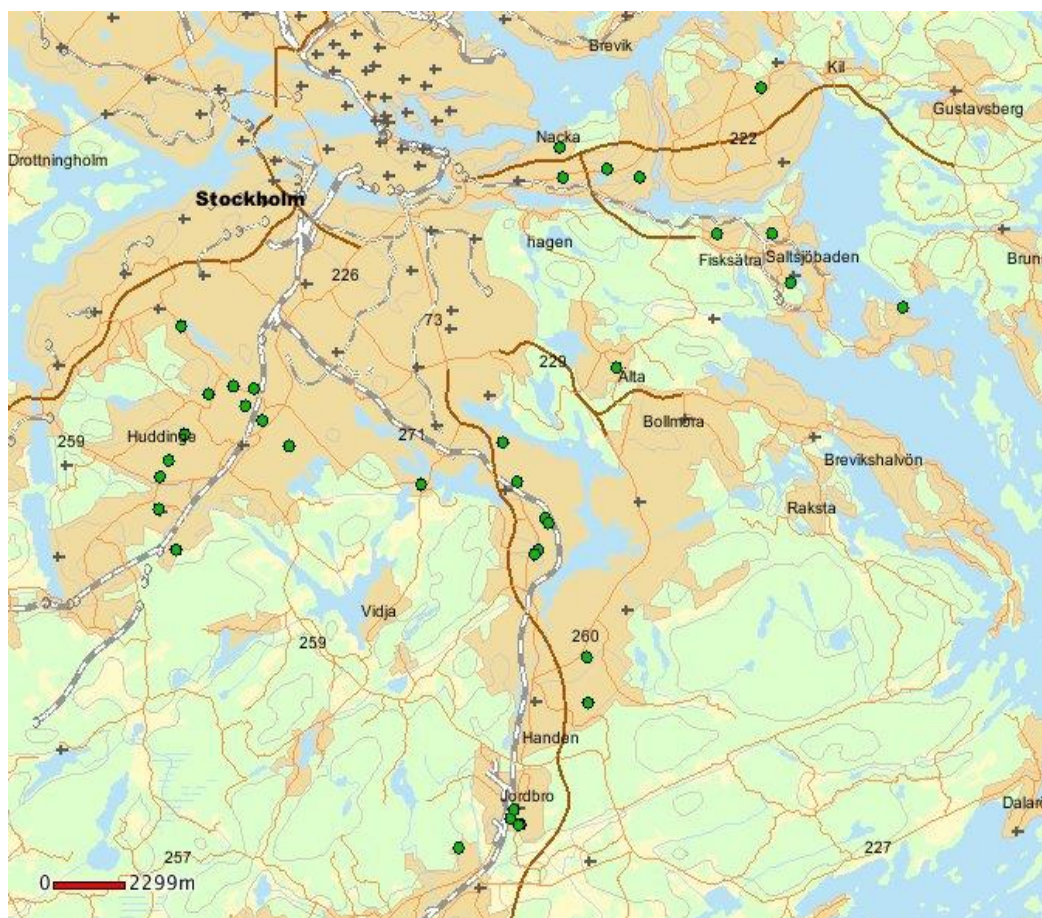 Brevik
Kil
Gustavsberg
Nacka
222
Drottningholm
Stockholm
hagen
Fisksätra
Saltsjöbaden
Brun
226
73
229
Älta
Bollmora
259
Huddinge
271
Brevikshalvön
Raksta
Vidja
259
260
Handen
Jordbro
Dalarö
257
227
0 2299m